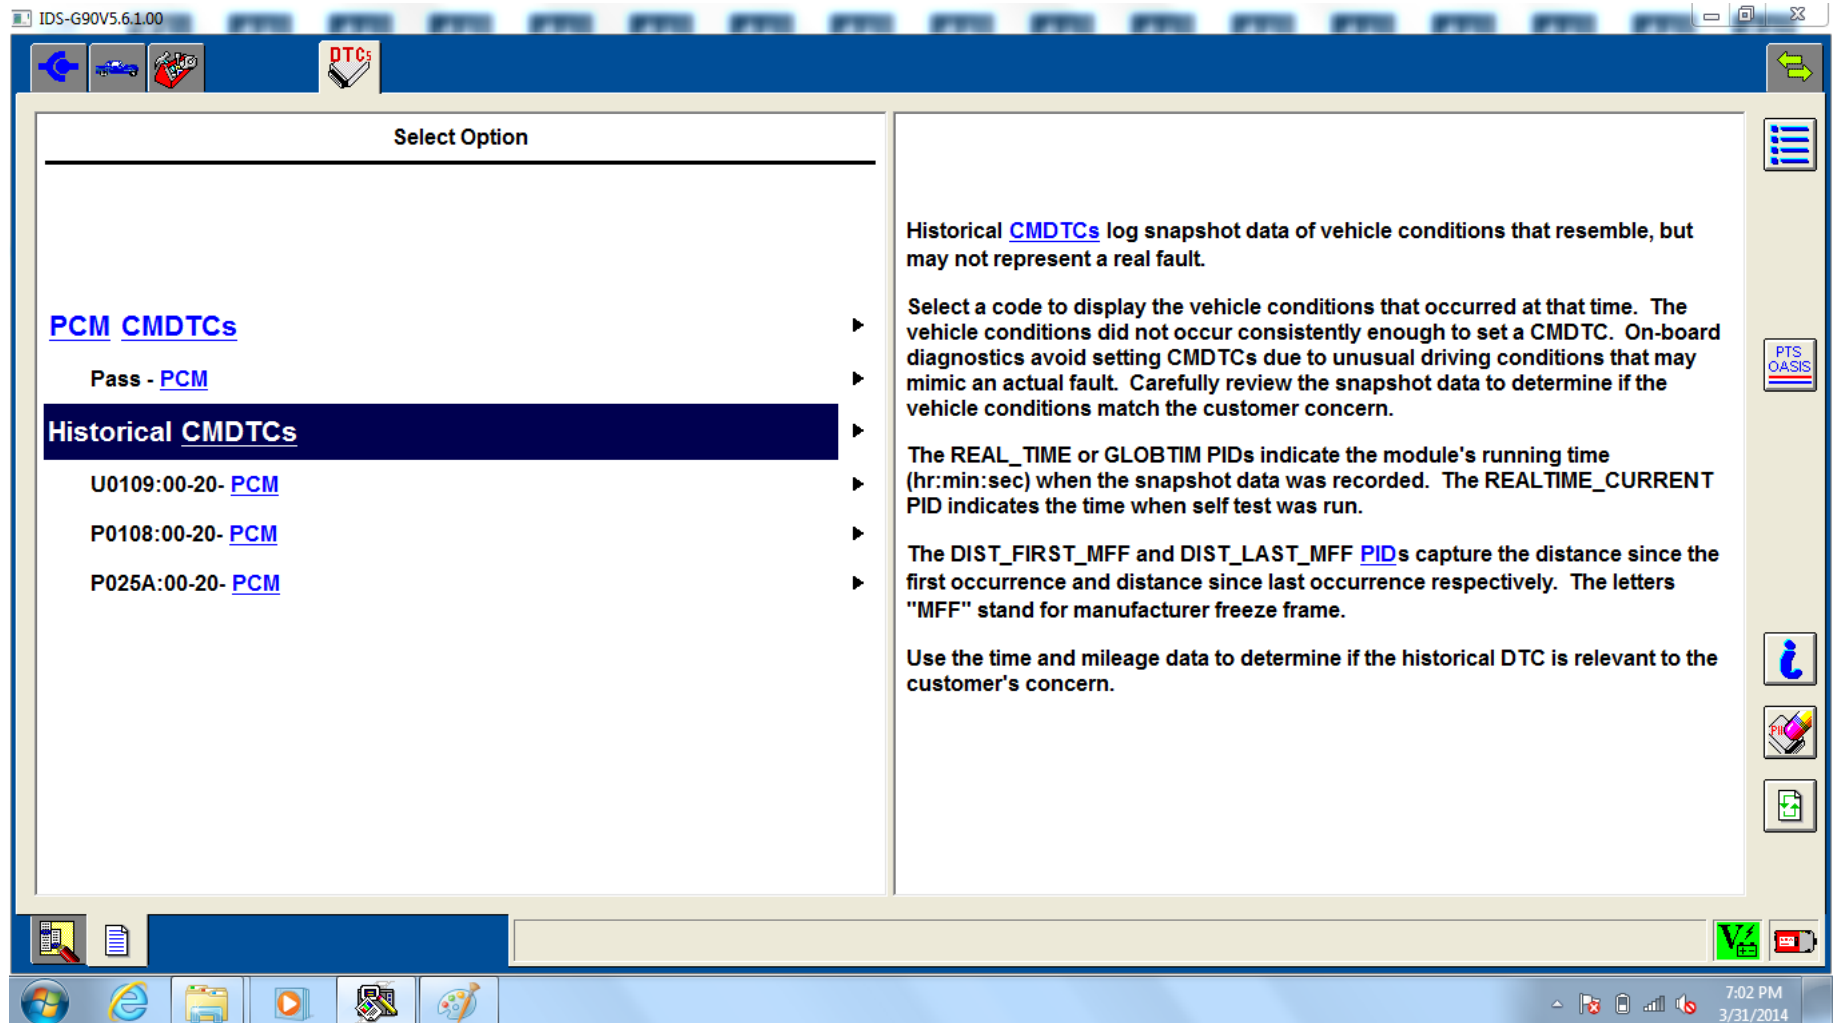 IDS-G90V5.6.1.00
DTCs
Select Option
PCM CMDTCs
Pass - PCM
Historical CMDTCs
U0109:00-20- PCM
P0108:00-20- PCM
P025A:00-20- PCM
Historical CMDTCs log snapshot data of vehicle conditions that resemble, but
may not represent a real fault.
Select a code to display the vehicle conditions that occurred at that time. The
vehicle conditions did not occur consistently enough to set a CMDTC. On-board
diagnostics avoid setting CMDTCs due to unusual driving conditions that may
mimic an actual fault. Carefully review the snapshot data to determine if the
vehicle conditions match the customer concern.
The REAL_TIME or GLOBTIM PIDs indicate the module's running time
(hr:min:sec) when the snapshot data was recorded. The REALTIME_CURRENT
PID indicates the time when self test was run.
The DIST_FIRST_MFF and DIST_LAST_MFF PIDs capture the distance since the
first occurrence and distance since last occurrence respectively. The letters
"MFF" stand for manufacturer freeze frame.
Use the time and mileage data to determine if the historical DTC is relevant to the
customer's concern.
PTS
OASIS
7:02 PM
3/31/2014